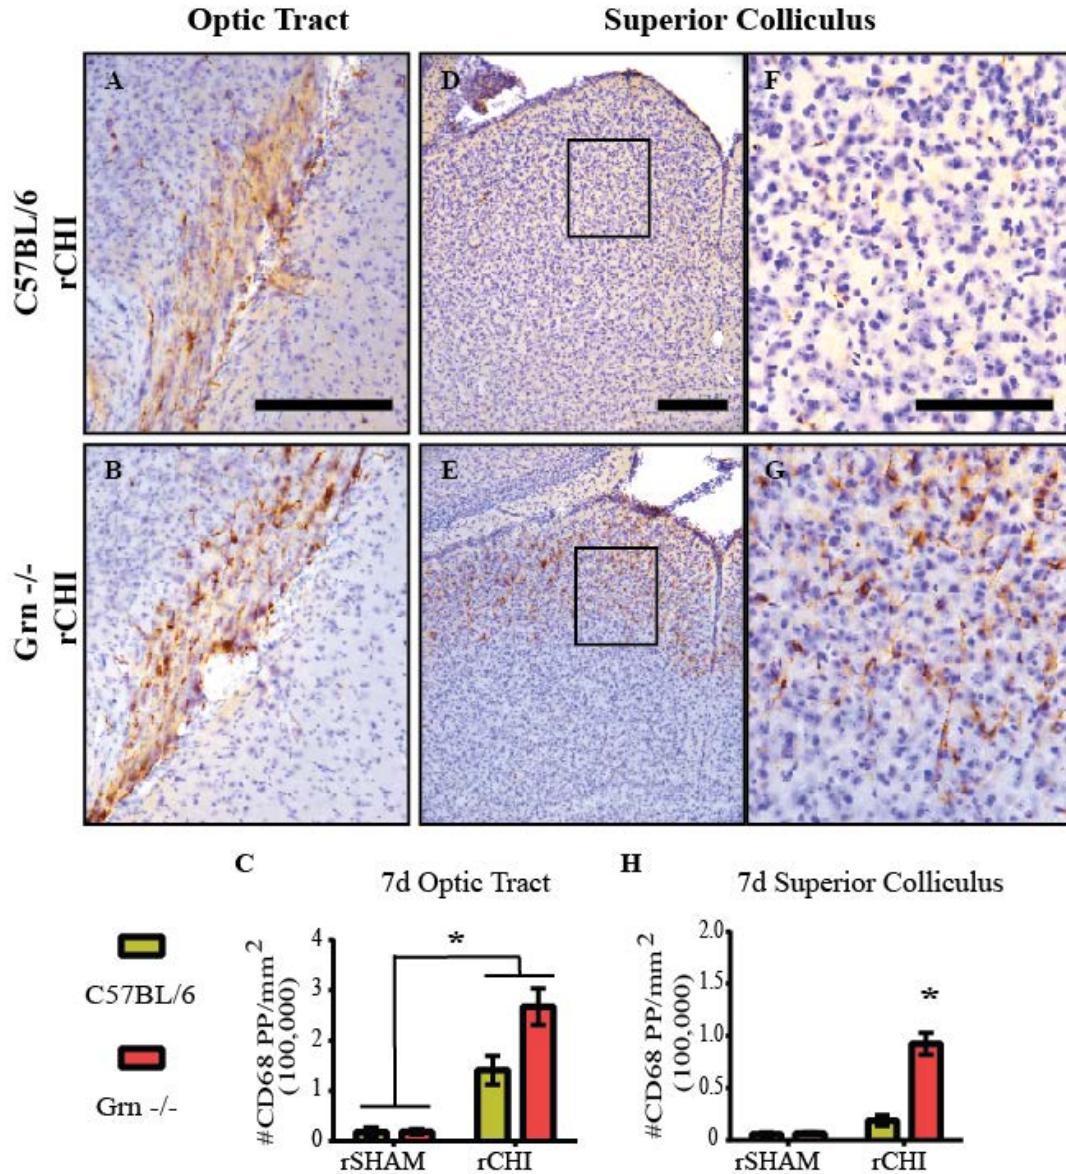 Optic Tract
Superior Colliculus
C57BL/6
rCHI
A
D
F
Grn -/-
rCHI
B
E
G
C
7d Optic Tract
H
7d Superior Colliculus
C57BL/6
Grn -/-
#CD68 PP/mm²
(100,000)
4
3
2
1
0
*
rSHAM
rCHI
#CD68 PP/mm²
(100,000)
2.0
1.5
1.0
0.5
0
*
rSHAM
rCHI